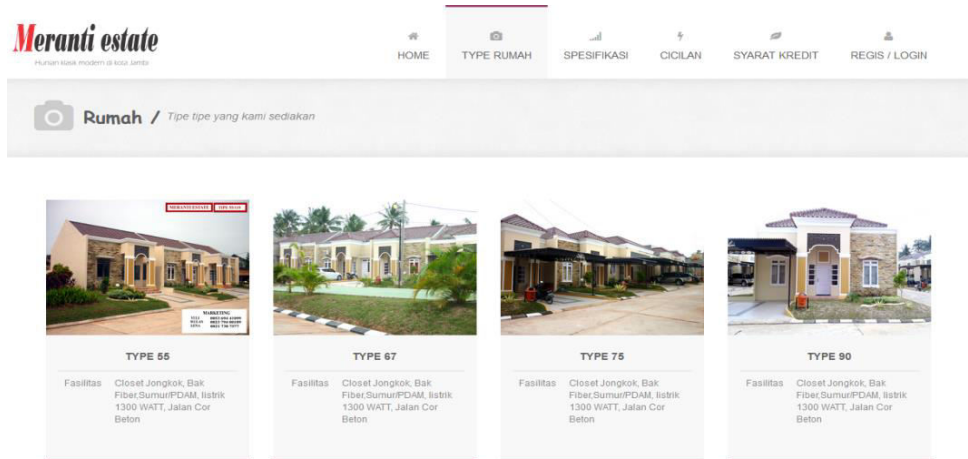 Meranti estate
HOME
TYPE RUMAH
SPESIFIKASI
CICILAN
SYARAT KREDIT
REGIS / LOGIN
Rumah / Tipe tipe yang kami sediakan
MERANTI ESTATE
MARKETING
TYPE 55
Fasilitas Closet Jongkok, Bak
Fiber,Sumur/PDAM, listrik
1300 WATT, Jalan Cor
Beton
TYPE 67
Fasilitas Closet Jongkok, Bak
Fiber,Sumur/PDAM, listrik
1300 WATT, Jalan Cor
Beton
TYPE 75
Fasilitas Closet Jongkok, Bak
Fiber,Sumur/PDAM, listrik
1300 WATT, Jalan Cor
Beton
TYPE 90
Fasilitas Closet Jongkok, Bak
Fiber,Sumur/PDAM, listrik
1300 WATT, Jalan Cor
Beton